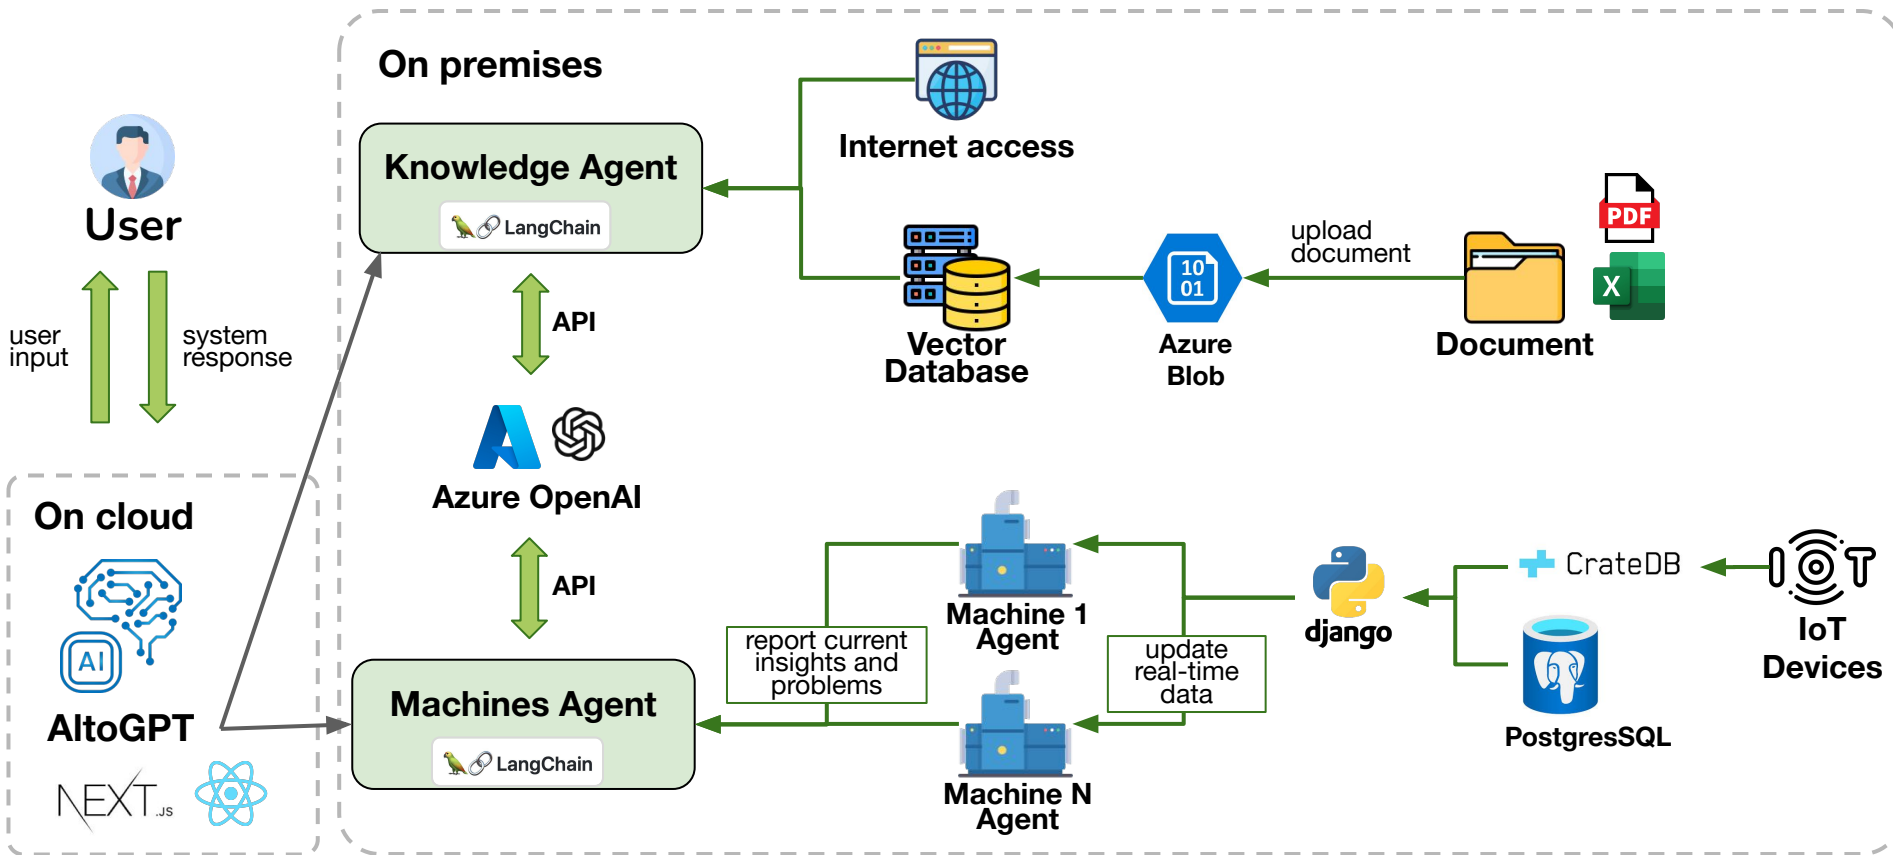 On premises
Internet access
Knowledge Agent
LangChain
User
user
input
system
response
API
Vector
Database
10
01
Azure
Blob
upload
document
PDF
X
Document
Azure OpenAI
API
On cloud
AI
AltoGPT
NEXT.JS
Machines Agent
LangChain
report current
insights and
problems
Machine 1
Agent
Machine N
Agent
update
real-time
data
django
CrateDB
PostgresSQL
IOT
IoT
Devices